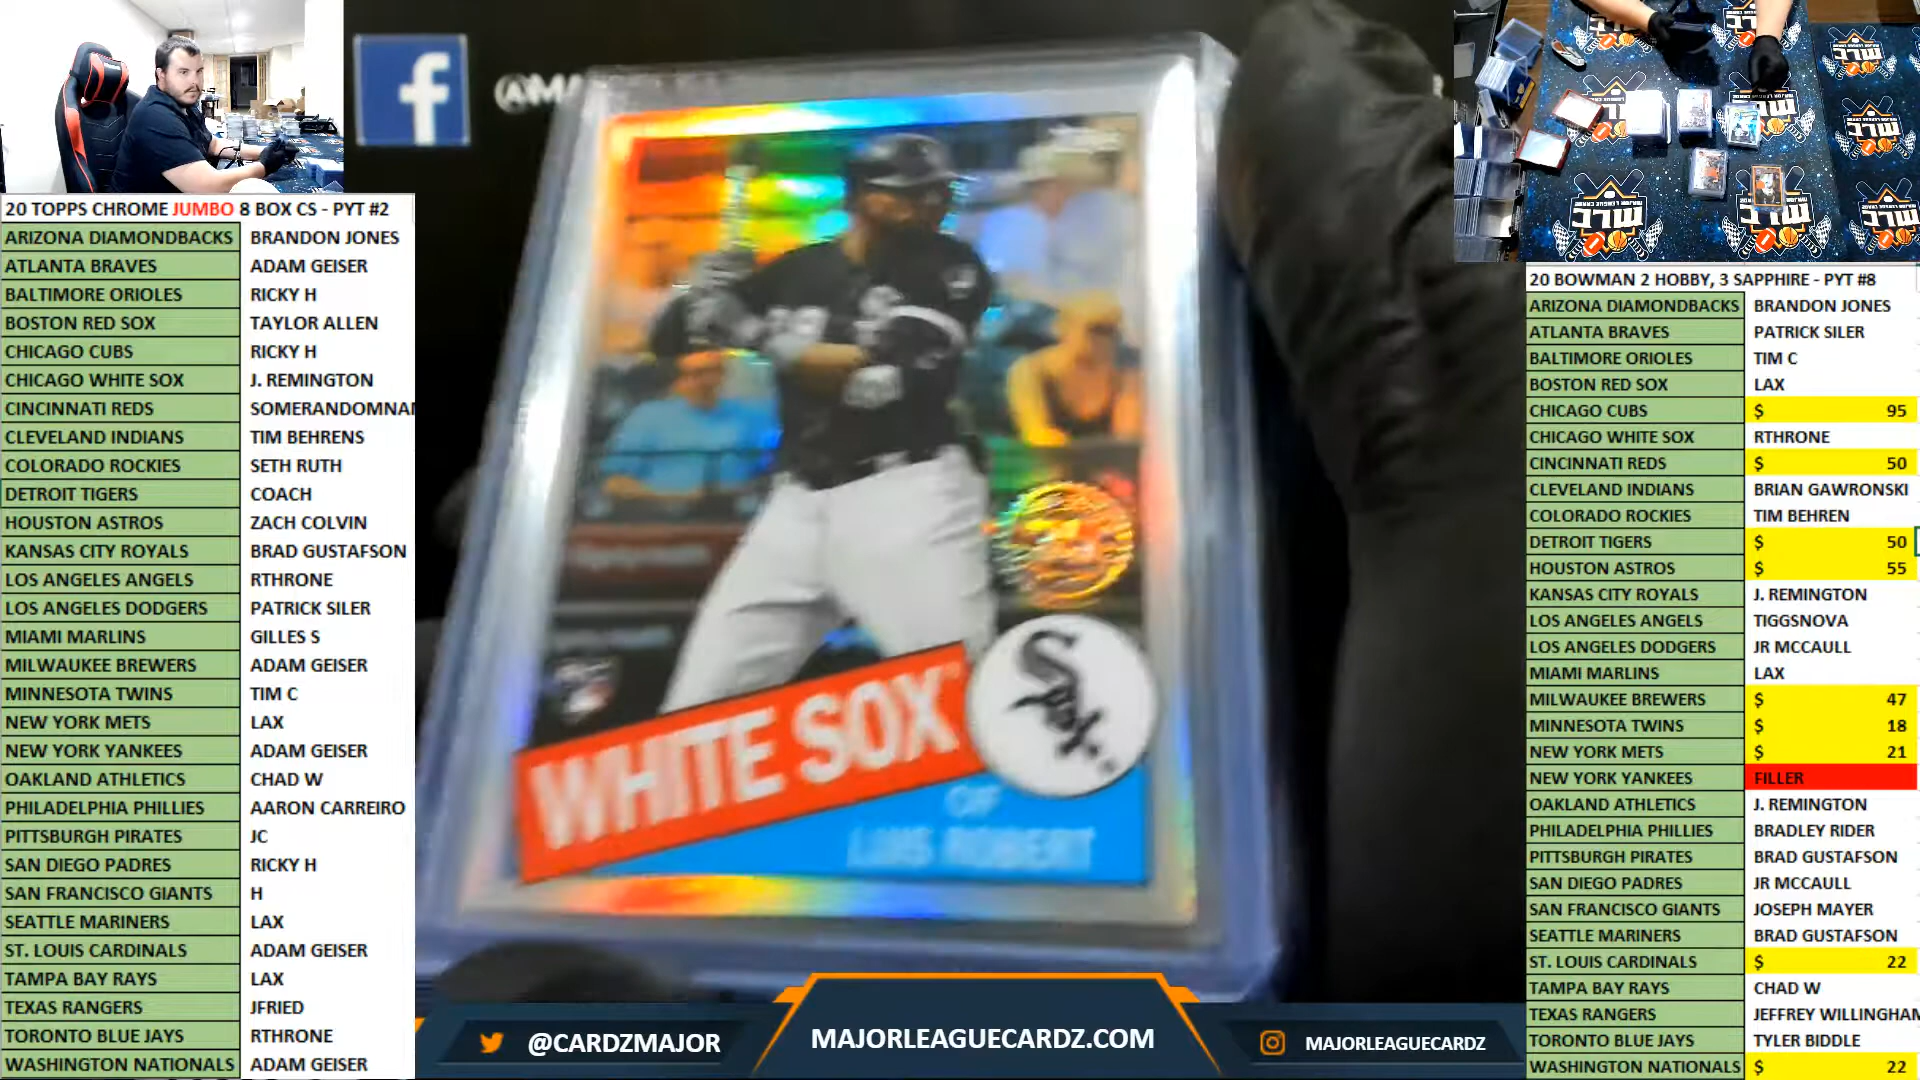 20 TOPPS CHROME JUMBO 8 BOX CS - PYT #2
ARIZONA DIAMONDBACKS BRANDON JONES
ATLANTA BRAVES ADAM GEISER
BALTIMORE ORIOLES RICKY H
BOSTON RED SOX TAYLOR ALLEN
CHICAGO CUBS RICKY H
CHICAGO WHITE SOX J. REMINGTON
CINCINNATI REDS SOMERANDOMNA
CLEVELAND INDIANS TIM BEHRENS
COLORADO ROCKIES SETH RUTH
DETROIT TIGERS COACH
HOUSTON ASTROS ZACH COLVIN
KANSAS CITY ROYALS BRAD GUSTAFSON
LOS ANGELES ANGELS RTHRONE
LOS ANGELES DODGERS PATRICK SILER
MIAMI MARLINS GILLES S
MILWAUKEE BREWERS ADAM GEISER
MINNESOTA TWINS TIM C
NEW YORK METS LAX
NEW YORK YANKEES ADAM GEISER
OAKLAND ATHLETICS CHAD W
PHILADELPHIA PHILLIES AARON CARREIRO
PITTSBURGH PIRATES JC
SAN DIEGO PADRES RICKY H
SAN FRANCISCO GIANTS H
SEATTLE MARINERS LAX
ST. LOUIS CARDINALS ADAM GEISER
TAMPA BAY RAYS LAX
TEXAS RANGERS JFRIED
TORONTO BLUE JAYS RTHRONE
WASHINGTON NATIONALS ADAM GEISER
f
@MA
WHITE SOX
Sox
OF
LUIS ROBERT
@CARDZMAJOR
MAJORLEAGUECARDZ.COM
MAJORLEAGUECARDZ
20 BOWMAN 2 HOBBY, 3 SAPPHIRE - PYT #8
ARIZONA DIAMONDBACKS BRANDON JONES
ATLANTA BRAVES PATRICK SILER
BALTIMORE ORIOLES TIM C
BOSTON RED SOX LAX
CHICAGO CUBS $ 95
CHICAGO WHITE SOX RTHRONE
CINCINNATI REDS $ 50
CLEVELAND INDIANS BRIAN GAWRONSKI
COLORADO ROCKIES TIM BEHREN
DETROIT TIGERS $ 50
HOUSTON ASTROS $ 55
KANSAS CITY ROYALS J. REMINGTON
LOS ANGELES ANGELS TIGGSNOVA
LOS ANGELES DODGERS JR MCCAULL
MIAMI MARLINS LAX
MILWAUKEE BREWERS $ 47
MINNESOTA TWINS $ 18
NEW YORK METS $ 21
NEW YORK YANKEES FILLER
OAKLAND ATHLETICS J. REMINGTON
PHILADELPHIA PHILLIES BRADLEY RIDER
PITTSBURGH PIRATES BRAD GUSTAFSON
SAN DIEGO PADRES JR MCCAULL
SAN FRANCISCO GIANTS JOSEPH MAYER
SEATTLE MARINERS BRAD GUSTAFSON
ST. LOUIS CARDINALS $ 22
TAMPA BAY RAYS CHAD W
TEXAS RANGERS JEFFREY WILLINGHAM
TORONTO BLUE JAYS TYLER BIDDLE
WASHINGTON NATIONALS $ 22